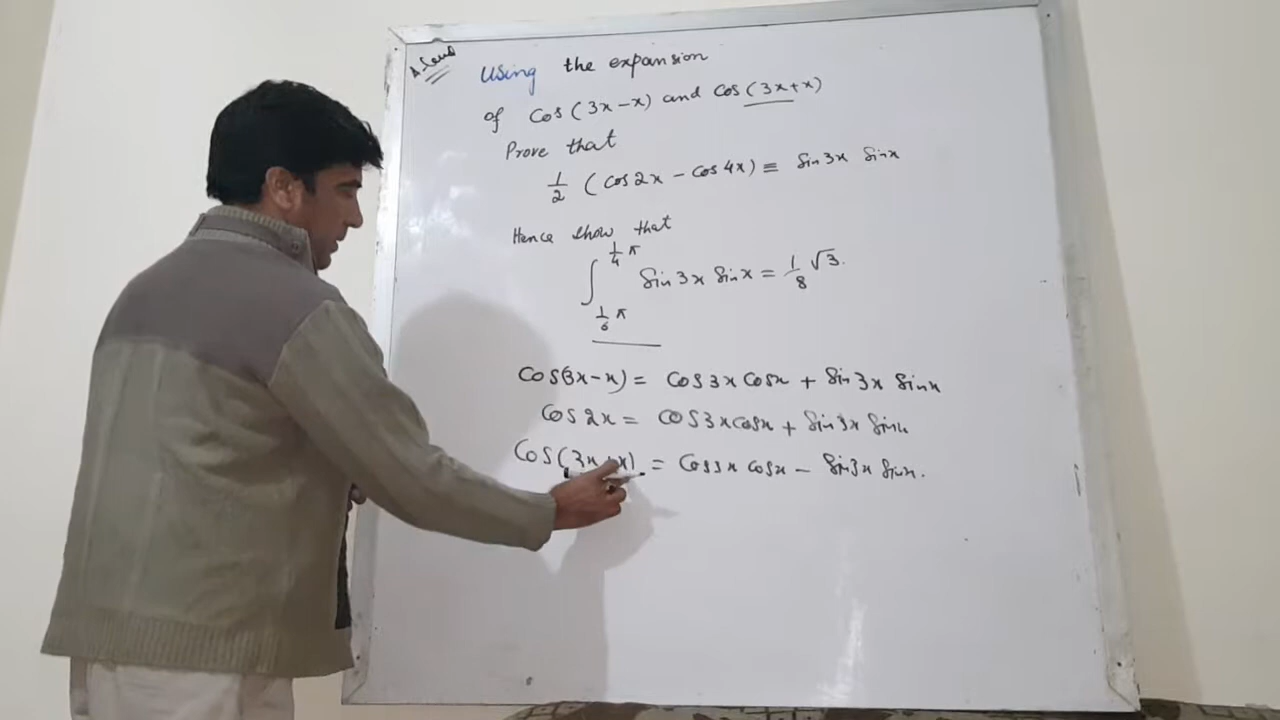 Using the expansion
of Cos (3x-x) and Cos (3x+x)
Prove that
1/2 (Cos 2x - Cos 4x) ≡ Sin 3x Sin x
Hence show that
∫_{1/6 π}^{1/4 π} Sin 3x Sin x = 1/8 √3.
Cos(3x-x) = Cos 3x Cos x + Sin 3x Sin x
Cos 2x = Cos 3x Cos x + Sin 3x Sin x
Cos (3x+x) = Cos 3x Cos x - Sin 3x Sin x.